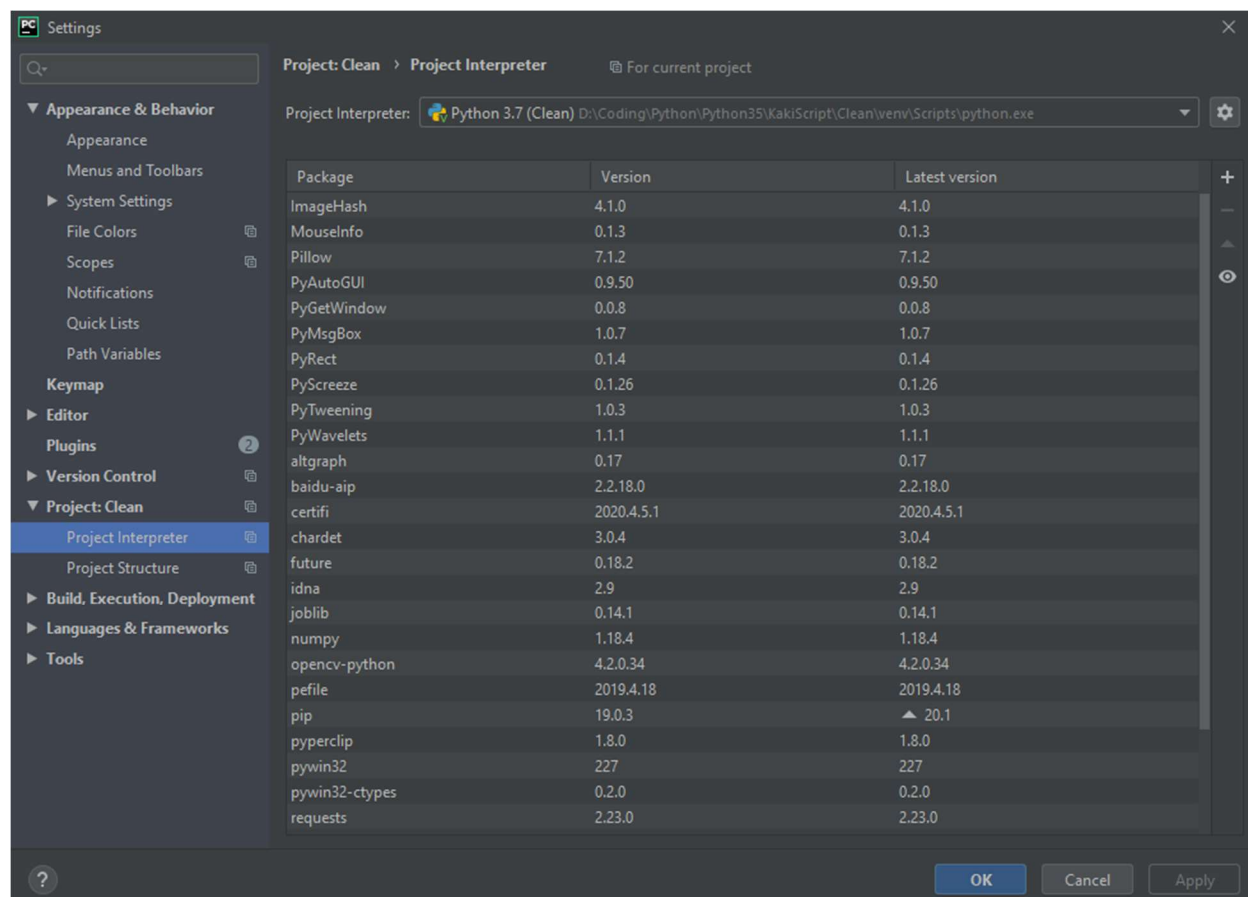 PC Settings
Project: Clean › Project Interpreter For current project
Appearance & Behavior
Appearance
Menus and Toolbars
System Settings
File Colors
Scopes
Notifications
Quick Lists
Path Variables
Keymap
Editor
Plugins 2
Version Control
Project: Clean
Project Interpreter
Project Structure
Build, Execution, Deployment
Languages & Frameworks
Tools
Project Interpreter: Python 3.7 (Clean) D:\Coding\Python\Python35\KakiScript\Clean\venv\Scripts\python.exe
Package Version Latest version
ImageHash 4.1.0 4.1.0
MouseInfo 0.1.3 0.1.3
Pillow 7.1.2 7.1.2
PyAutoGUI 0.9.50 0.9.50
PyGetWindow 0.0.8 0.0.8
PyMsgBox 1.0.7 1.0.7
PyRect 0.1.4 0.1.4
PyScreeze 0.1.26 0.1.26
PyTweening 1.0.3 1.0.3
PyWavelets 1.1.1 1.1.1
altgraph 0.17 0.17
baidu-aip 2.2.18.0 2.2.18.0
certifi 2020.4.5.1 2020.4.5.1
chardet 3.0.4 3.0.4
future 0.18.2 0.18.2
idna 2.9 2.9
joblib 0.14.1 0.14.1
numpy 1.18.4 1.18.4
opencv-python 4.2.0.34 4.2.0.34
pefile 2019.4.18 2019.4.18
pip 19.0.3 20.1
pyperclip 1.8.0 1.8.0
pywin32 227 227
pywin32-ctypes 0.2.0 0.2.0
requests 2.23.0 2.23.0
? OK Cancel Apply